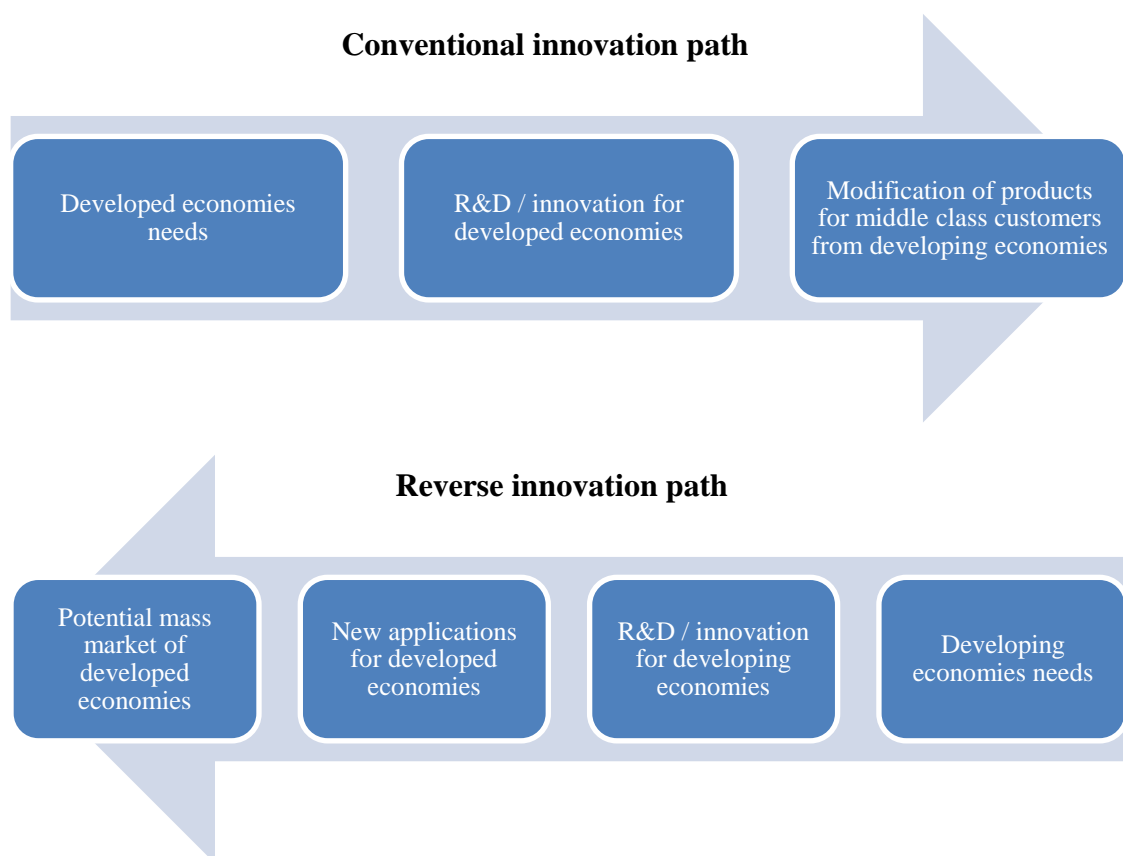 Conventional innovation path
Developed economies
needs
R&D / innovation for
developed economies
Modification of products
for middle class customers
from developing economies
Reverse innovation path
Potential mass
market of
developed
economies
New applications
for developed
economies
R&D / innovation
for developing
economies
Developing
economies needs